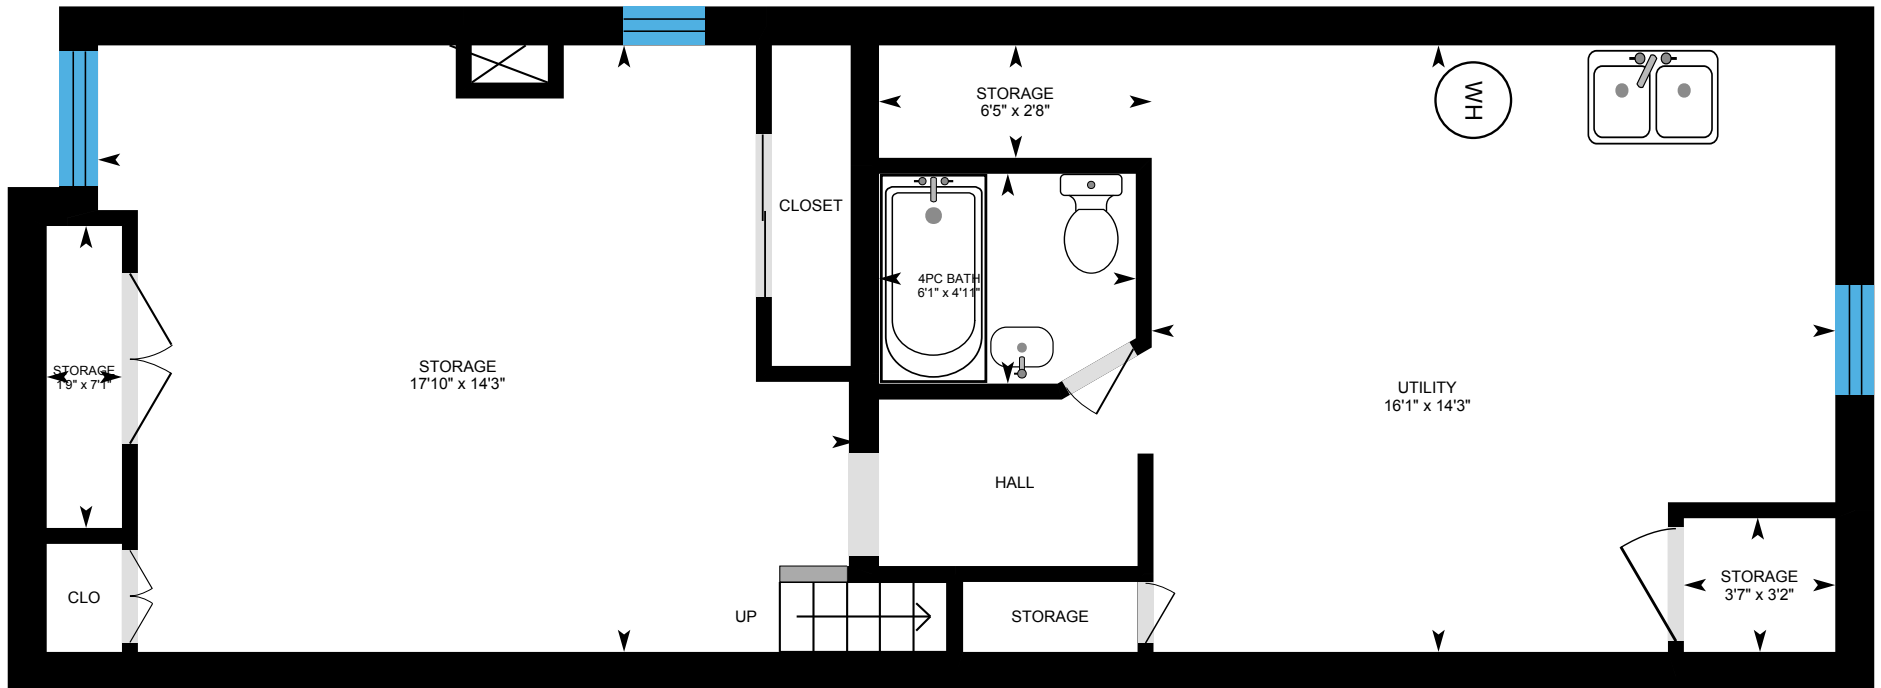 STORAGE
6'5" x 2'8"
WH
CLOSET
4PC BATH
6'1" x 4'11"
STORAGE
1'9" x 7'1"
STORAGE
17'10" x 14'3"
UTILITY
16'1" x 14'3"
HALL
CLO
UP
STORAGE
STORAGE
3'7" x 3'2"